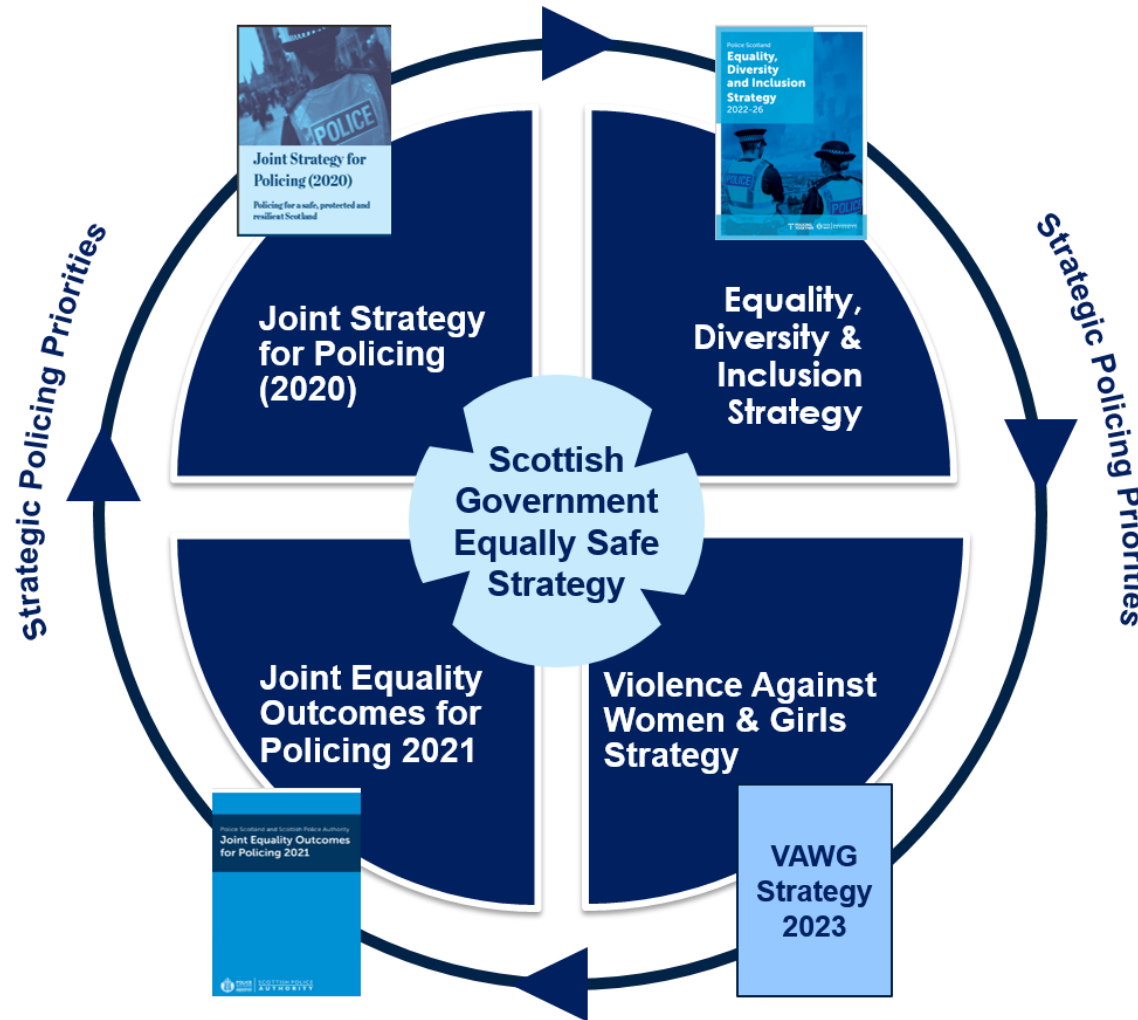 POLICE
Joint Strategy for
Policing (2020)
Policing for a safe, protected and
resilient Scotland
Police Scotland
Equality,
Diversity
and Inclusion
Strategy
2022-26
POLICE
POLICE
Strategic Policing Priorities
Strategic Policing Priorities
Joint Strategy
for Policing
(2020)
Equality,
Diversity &
Inclusion
Strategy
Scottish
Government
Equally Safe
Strategy
Joint Equality
Outcomes for
Policing 2021
Violence Against
Women & Girls
Strategy
Police Scotland and Scottish Police Authority
Joint Equality Outcomes
for Policing 2021
POLICE
SCOTTISH POLICE
AUTHORITY
VAWG
Strategy
2023